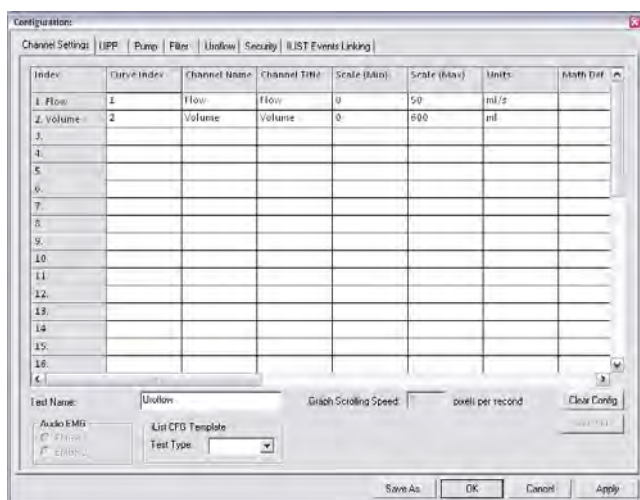 Configuration:
Channel Settings UPP Pump Filter Uroflow Security ILIST Events Linking
Index Curve Index Channel Name Channel Title Scale (Min) Scale (Max) Units Math Def
1. Flow 1 Flow Flow 0 50 ml/s
2. Volume 2 Volume Volume 0 600 ml
3.
4.
5.
6.
7.
8.
9.
10
11
12.
13.
14
15.
16.
Test Name: Uroflow Graph Scrolling Speed: pixels per second Clear Config
Audio EMG iList CFG Template
Test Type:
Save As OK Cancel Apply